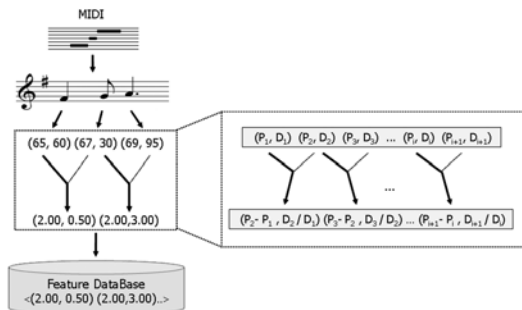 MIDI
(65, 60) (67, 30) (69, 95)
(2.00, 0.50) (2.00,3.00)
Feature DataBase
<(2.00, 0.50) (2.00,3.00)..>
(P₁, D₁) (P₂, D₂) (P₃, D₃) ... (Pᵢ, Dᵢ) (Pᵢ₊₁, Dᵢ₊₁)
...
(P₂- P₁ , D₂ / D₁) (P₃- P₂ , D₃ / D₂) ... (Pᵢ₊₁- Pᵢ , Dᵢ₊₁ / Dᵢ)